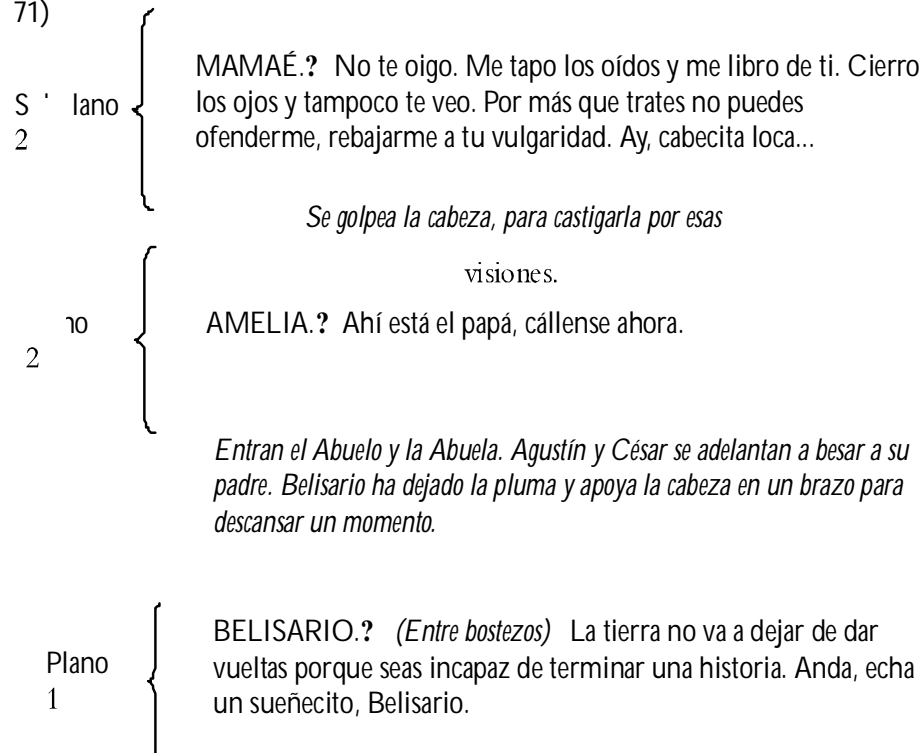 71)
MAMAÉ.? No te oigo. Me tapo los oídos y me libro de ti. Cierro
S lano los ojos y tampoco te veo. Por más que trates no puedes
2 ofenderme, rebajarme a tu vulgaridad. Ay, cabecita loca...
Se golpea la cabeza, para castigarla por esas
visiones.
no AMELIA.? Ahí está el papá, cállense ahora.
2
Entran el Abuelo y la Abuela. Agustín y César se adelantan a besar a su
padre. Belisario ha dejado la pluma y apoya la cabeza en un brazo para
descansar un momento.
BELISARIO.? (Entre bostezos) La tierra no va a dejar de dar
Plano vueltas porque seas incapaz de terminar una historia. Anda, echa
1 un sueñecito, Belisario.